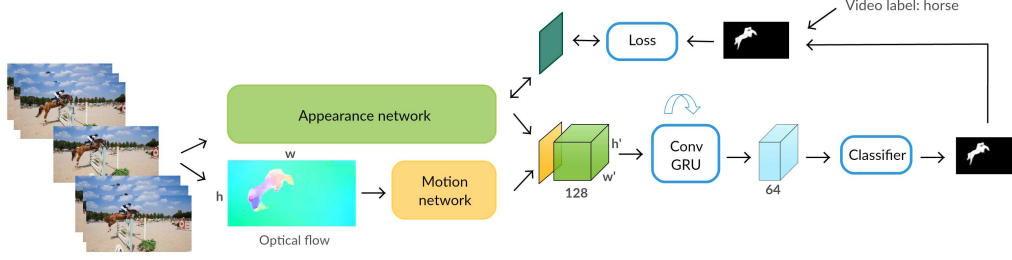 Video label: horse
Loss
Appearance network
w
h
Optical flow
Motion
network
h'
w'
128
Conv
GRU
64
Classifier